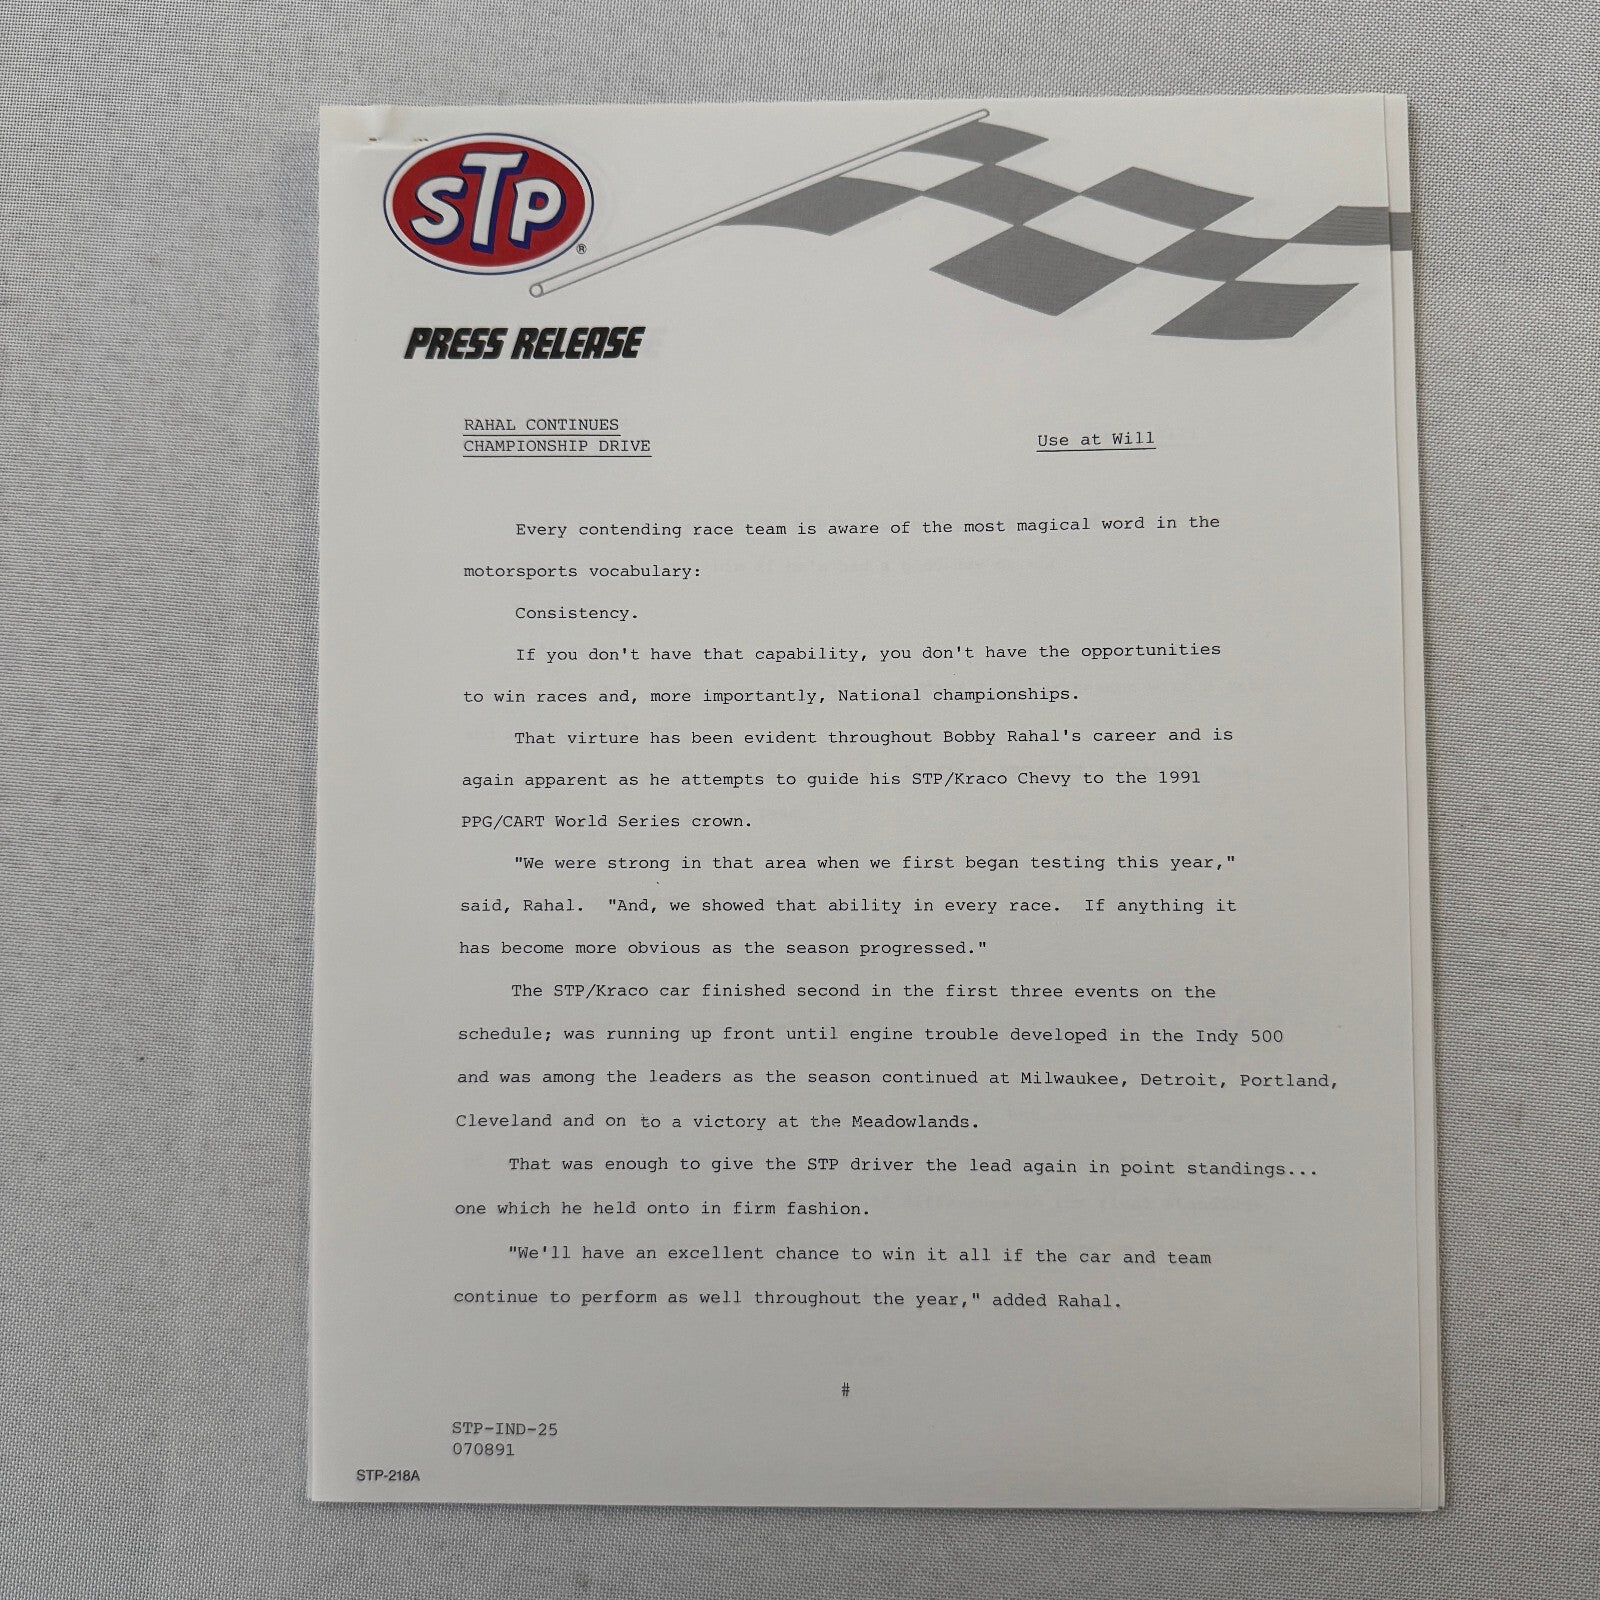 STP®
PRESS RELEASE
RAHAL CONTINUES
CHAMPIONSHIP DRIVE
Use at Will
Every contending race team is aware of the most magical word in the
motorsports vocabulary:
Consistency.
If you don't have that capability, you don't have the opportunities
to win races and, more importantly, National championships.
That virture has been evident throughout Bobby Rahal's career and is
again apparent as he attempts to guide his STP/Kraco Chevy to the 1991
PPG/CART World Series crown.
"We were strong in that area when we first began testing this year,"
said, Rahal.  "And, we showed that ability in every race.  If anything it
has become more obvious as the season progressed."
The STP/Kraco car finished second in the first three events on the
schedule; was running up front until engine trouble developed in the Indy 500
and was among the leaders as the season continued at Milwaukee, Detroit, Portland,
Cleveland and on to a victory at the Meadowlands.
That was enough to give the STP driver the lead again in point standings...
one which he held onto in firm fashion.
"We'll have an excellent chance to win it all if the car and team
continue to perform as well throughout the year," added Rahal.
#
STP-IND-25
070891
STP-218A